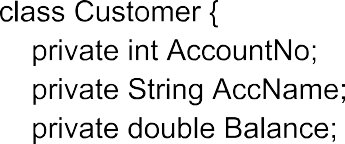 class Customer {
private int AccountNo;
private String AccName;
private double Balance;